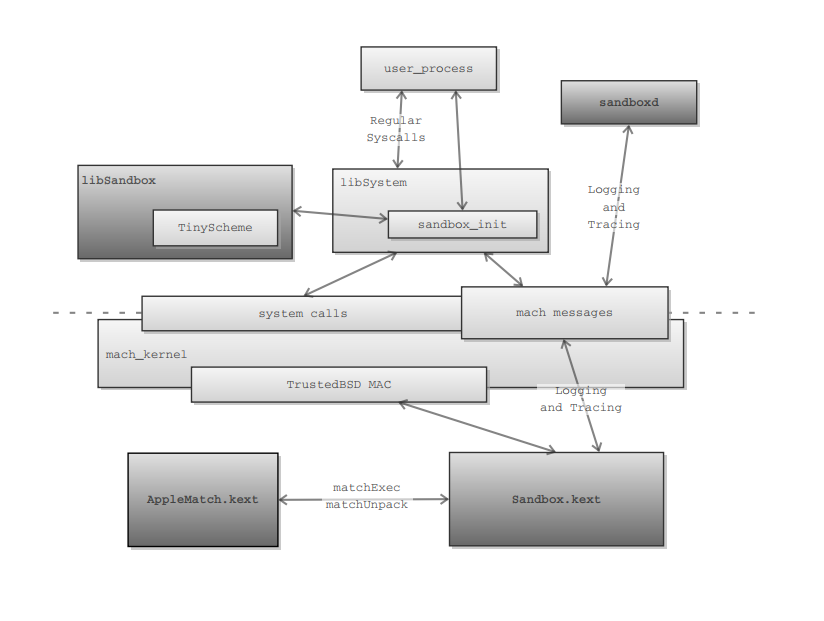 user_process
sandboxd
Regular
Syscalls
libSandbox
libSystem
Logging
and
Tracing
TinyScheme
sandbox_init
system calls
mach messages
mach_kernel
TrustedBSD MAC
Logging
and Tracing
matchExec
matchUnpack
AppleMatch.kext
Sandbox.kext